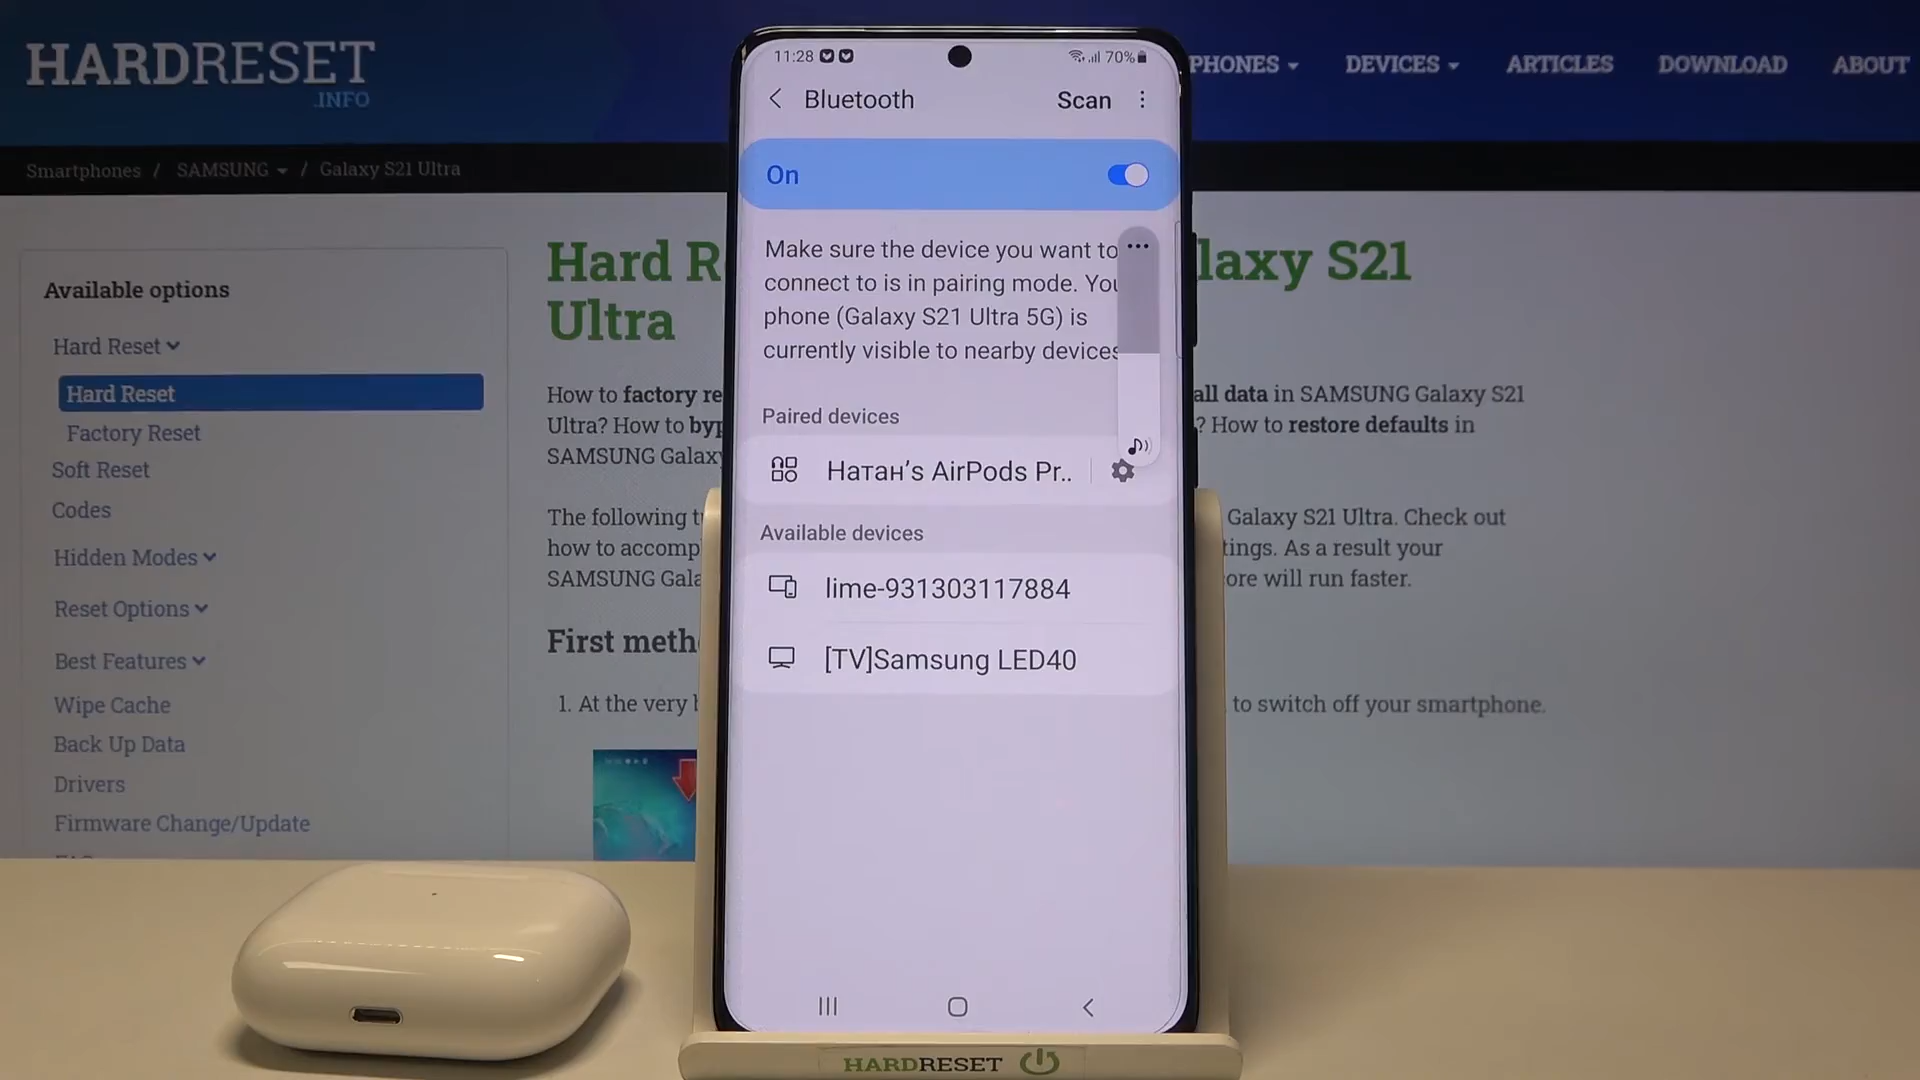 HARDRESET
.INFO
PHONES
DEVICES
ARTICLES
DOWNLOAD
ABOUT
Smartphones / SAMSUNG / Galaxy S21 Ultra
Available options
Hard Reset
Hard Reset
Factory Reset
Soft Reset
Codes
Hidden Modes
Reset Options
Best Features
Wipe Cache
Back Up Data
Drivers
Firmware Change/Update
Hard R
laxy S21
Ultra
How to factory re
all data in SAMSUNG Galaxy S21
Ultra? How to byp
? How to restore defaults in
SAMSUNG Galaxy
The following t
Galaxy S21 Ultra. Check out
how to accomp
tings. As a result your
SAMSUNG Gala
ore will run faster.
First meth
1. At the very b
to switch off your smartphone.
11:28
70%
Bluetooth
Scan
On
Make sure the device you want to
connect to is in pairing mode. You
phone (Galaxy S21 Ultra 5G) is
currently visible to nearby devices
Paired devices
Натан’s AirPods Pr..
Available devices
lime-931303117884
[TV]Samsung LED40
HARDRESET